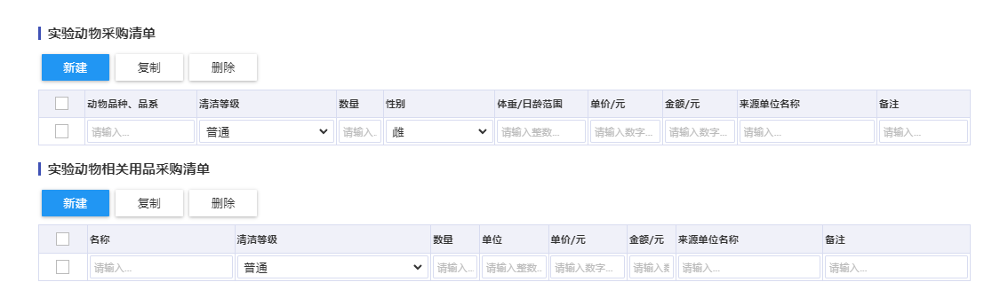 实验动物采购清单
新建 复制 删除
动物品种、品系 清洁等级 数量 性别 体重/日龄范围 单价/元 金额/元 来源单位名称 备注
请输入... 普通 请输入.. 雌 请输入整数... 请输入数字... 请输入数字... 请输入... 请输入...
实验动物相关用品采购清单
新建 复制 删除
名称 清洁等级 数量 单位 单价/元 金额/元 来源单位名称 备注
请输入... 普通 请输入... 请输入整数.. 请输入数字... 请输入 请输入... 请输入...